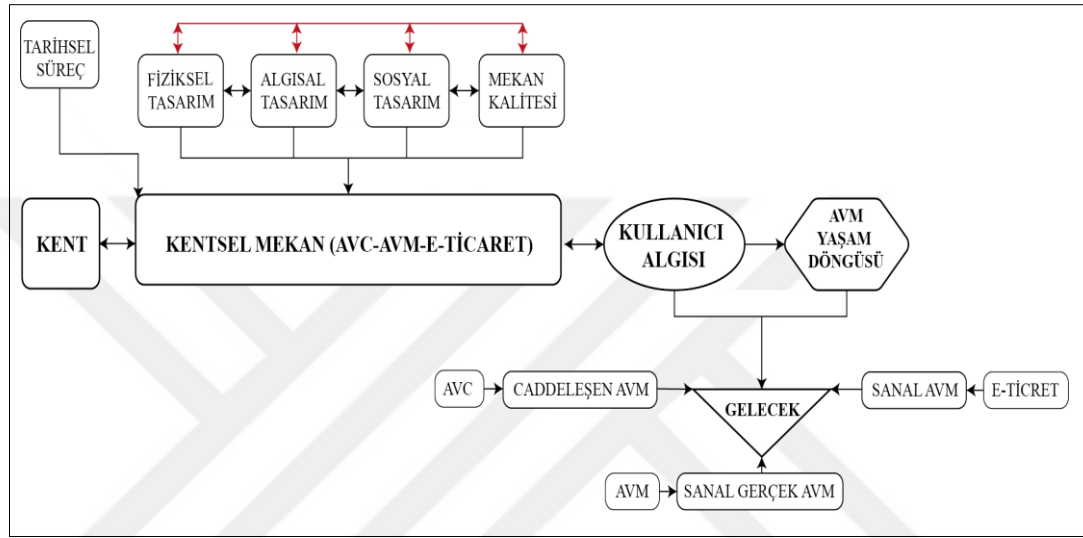 TARİHSEL
SÜREÇ
FİZİKSEL
TASARIM
ALGISAL
TASARIM
SOSYAL
TASARIM
MEKAN
KALİTESİ
KENT
KENTSEL MEKAN (AVC-AVM-E-TİCARET)
KULLANICI
ALGISI
AVM
YAŞAM
DÖNGÜSÜ
AVC
CADDELEŞEN AVM
GELECEK
SANAL AVM
E-TİCRET
AVM
SANAL GERÇEK AVM